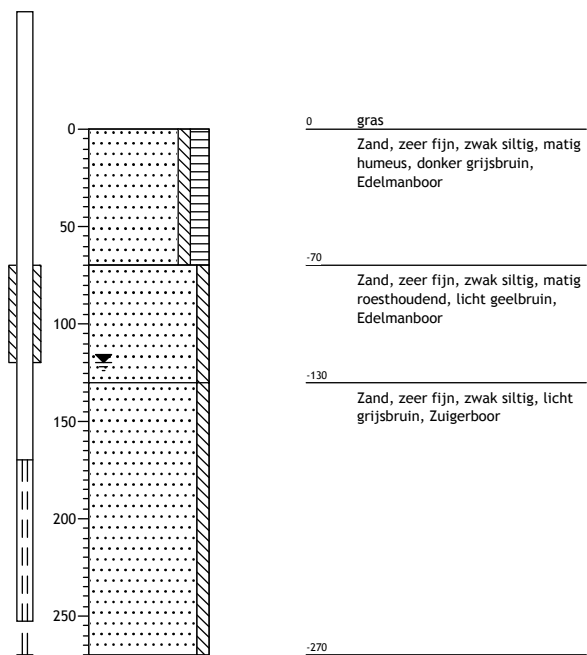 0
50
100
150
200
250
0 gras
Zand, zeer fijn, zwak siltig, matig
humeus, donker grijsbruin,
Edelmanboor
-70
Zand, zeer fijn, zwak siltig, matig
roesthoudend, licht geelbruin,
Edelmanboor
-130
Zand, zeer fijn, zwak siltig, licht
grijsbruin, Zuigerboor
-270